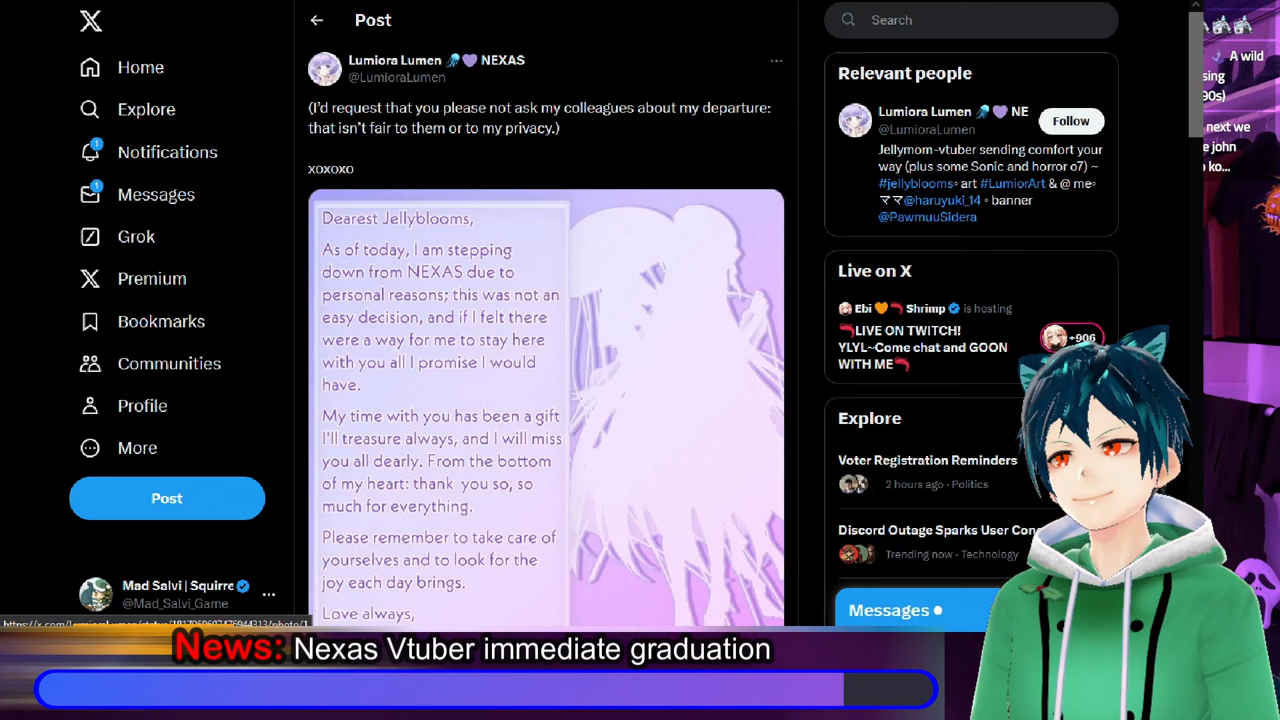 Home
Explore
1
Notifications
1
Messages
Grok
Premium
Bookmarks
Communities
Profile
More
Post
Mad Salvi | Squirre
@Mad_Salvi_Game
Post
Lumiora Lumen NEXAS
@LumioraLumen
(I'd request that you please not ask my colleagues about my departure:
that isn't fair to them or to my privacy.)
xoxoxo
Dearest Jellyblooms,
As of today, I am stepping
down from NEXAS due to
personal reasons; this was not an
easy decision, and if I felt there
were a way for me to stay here
with you all I promise I would
have.
My time with you has been a gift
I'll treasure always, and I will miss
you all dearly. From the bottom
of my heart: thank you so, so
much for everything.
Please remember to take care of
yourselves and to look for the
joy each day brings.
Love always,
Search
Relevant people
Lumiora Lumen NE
@LumioraLumen
Follow
Jellymom-vtuber sending comfort your
way (plus some Sonic and horror o7) ~
#jellyblooms◦ art #LumiorArt & @ me◦
ママ@haruyuki_14 ◦ banner
@PawmuuSidera
Live on X
Ebi Shrimp is hosting
LIVE ON TWITCH!
YLYL~Come chat and GOON
WITH ME
+906
Explore
Voter Registration Reminders
2 hours ago · Politics
Discord Outage Sparks User Con
Trending now · Technology
Messages
A wild
sing
90s)
next we
e john
ko...
News: Nexas Vtuber immediate graduation